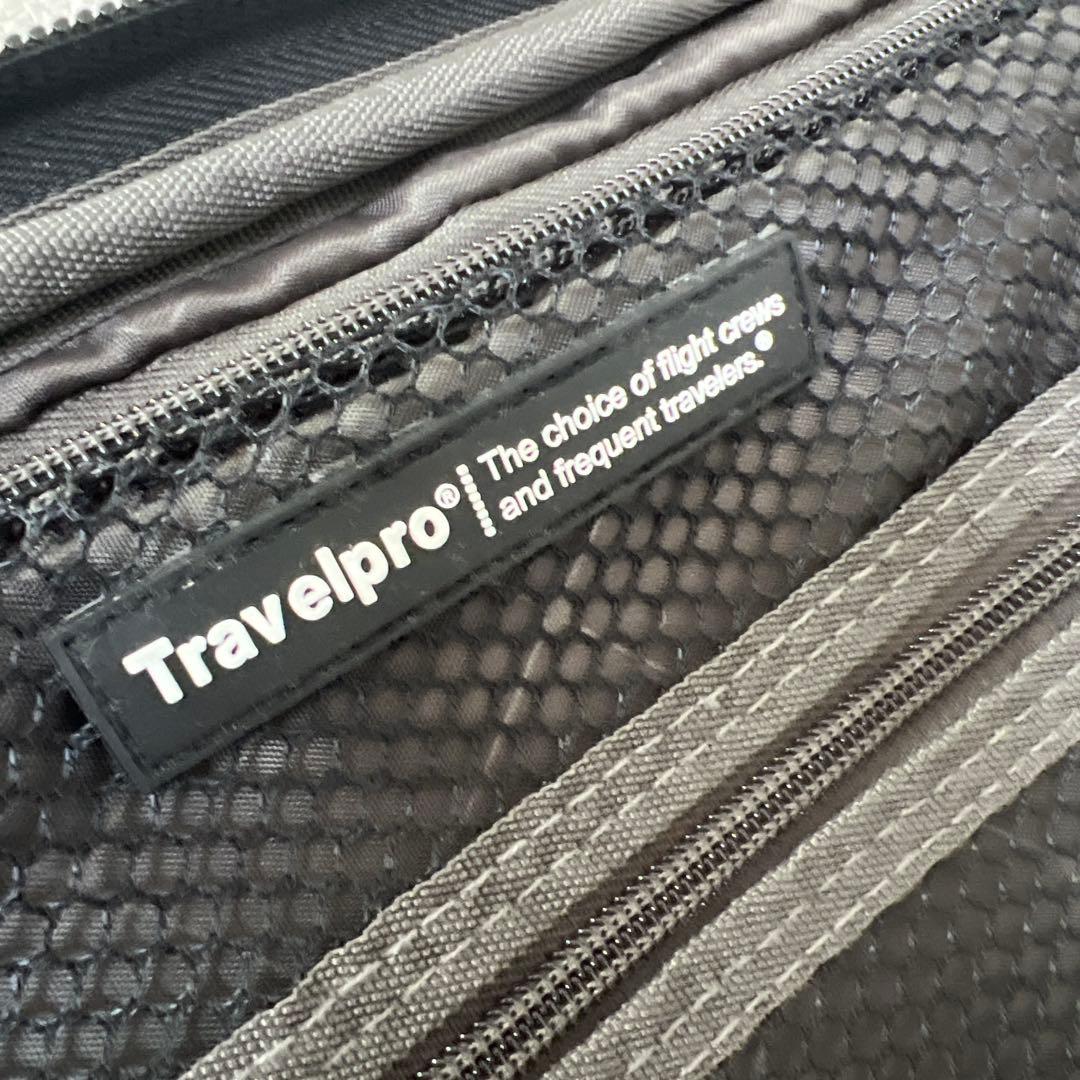 Travelpro®
The choice of flight crews
and frequent travelers.®